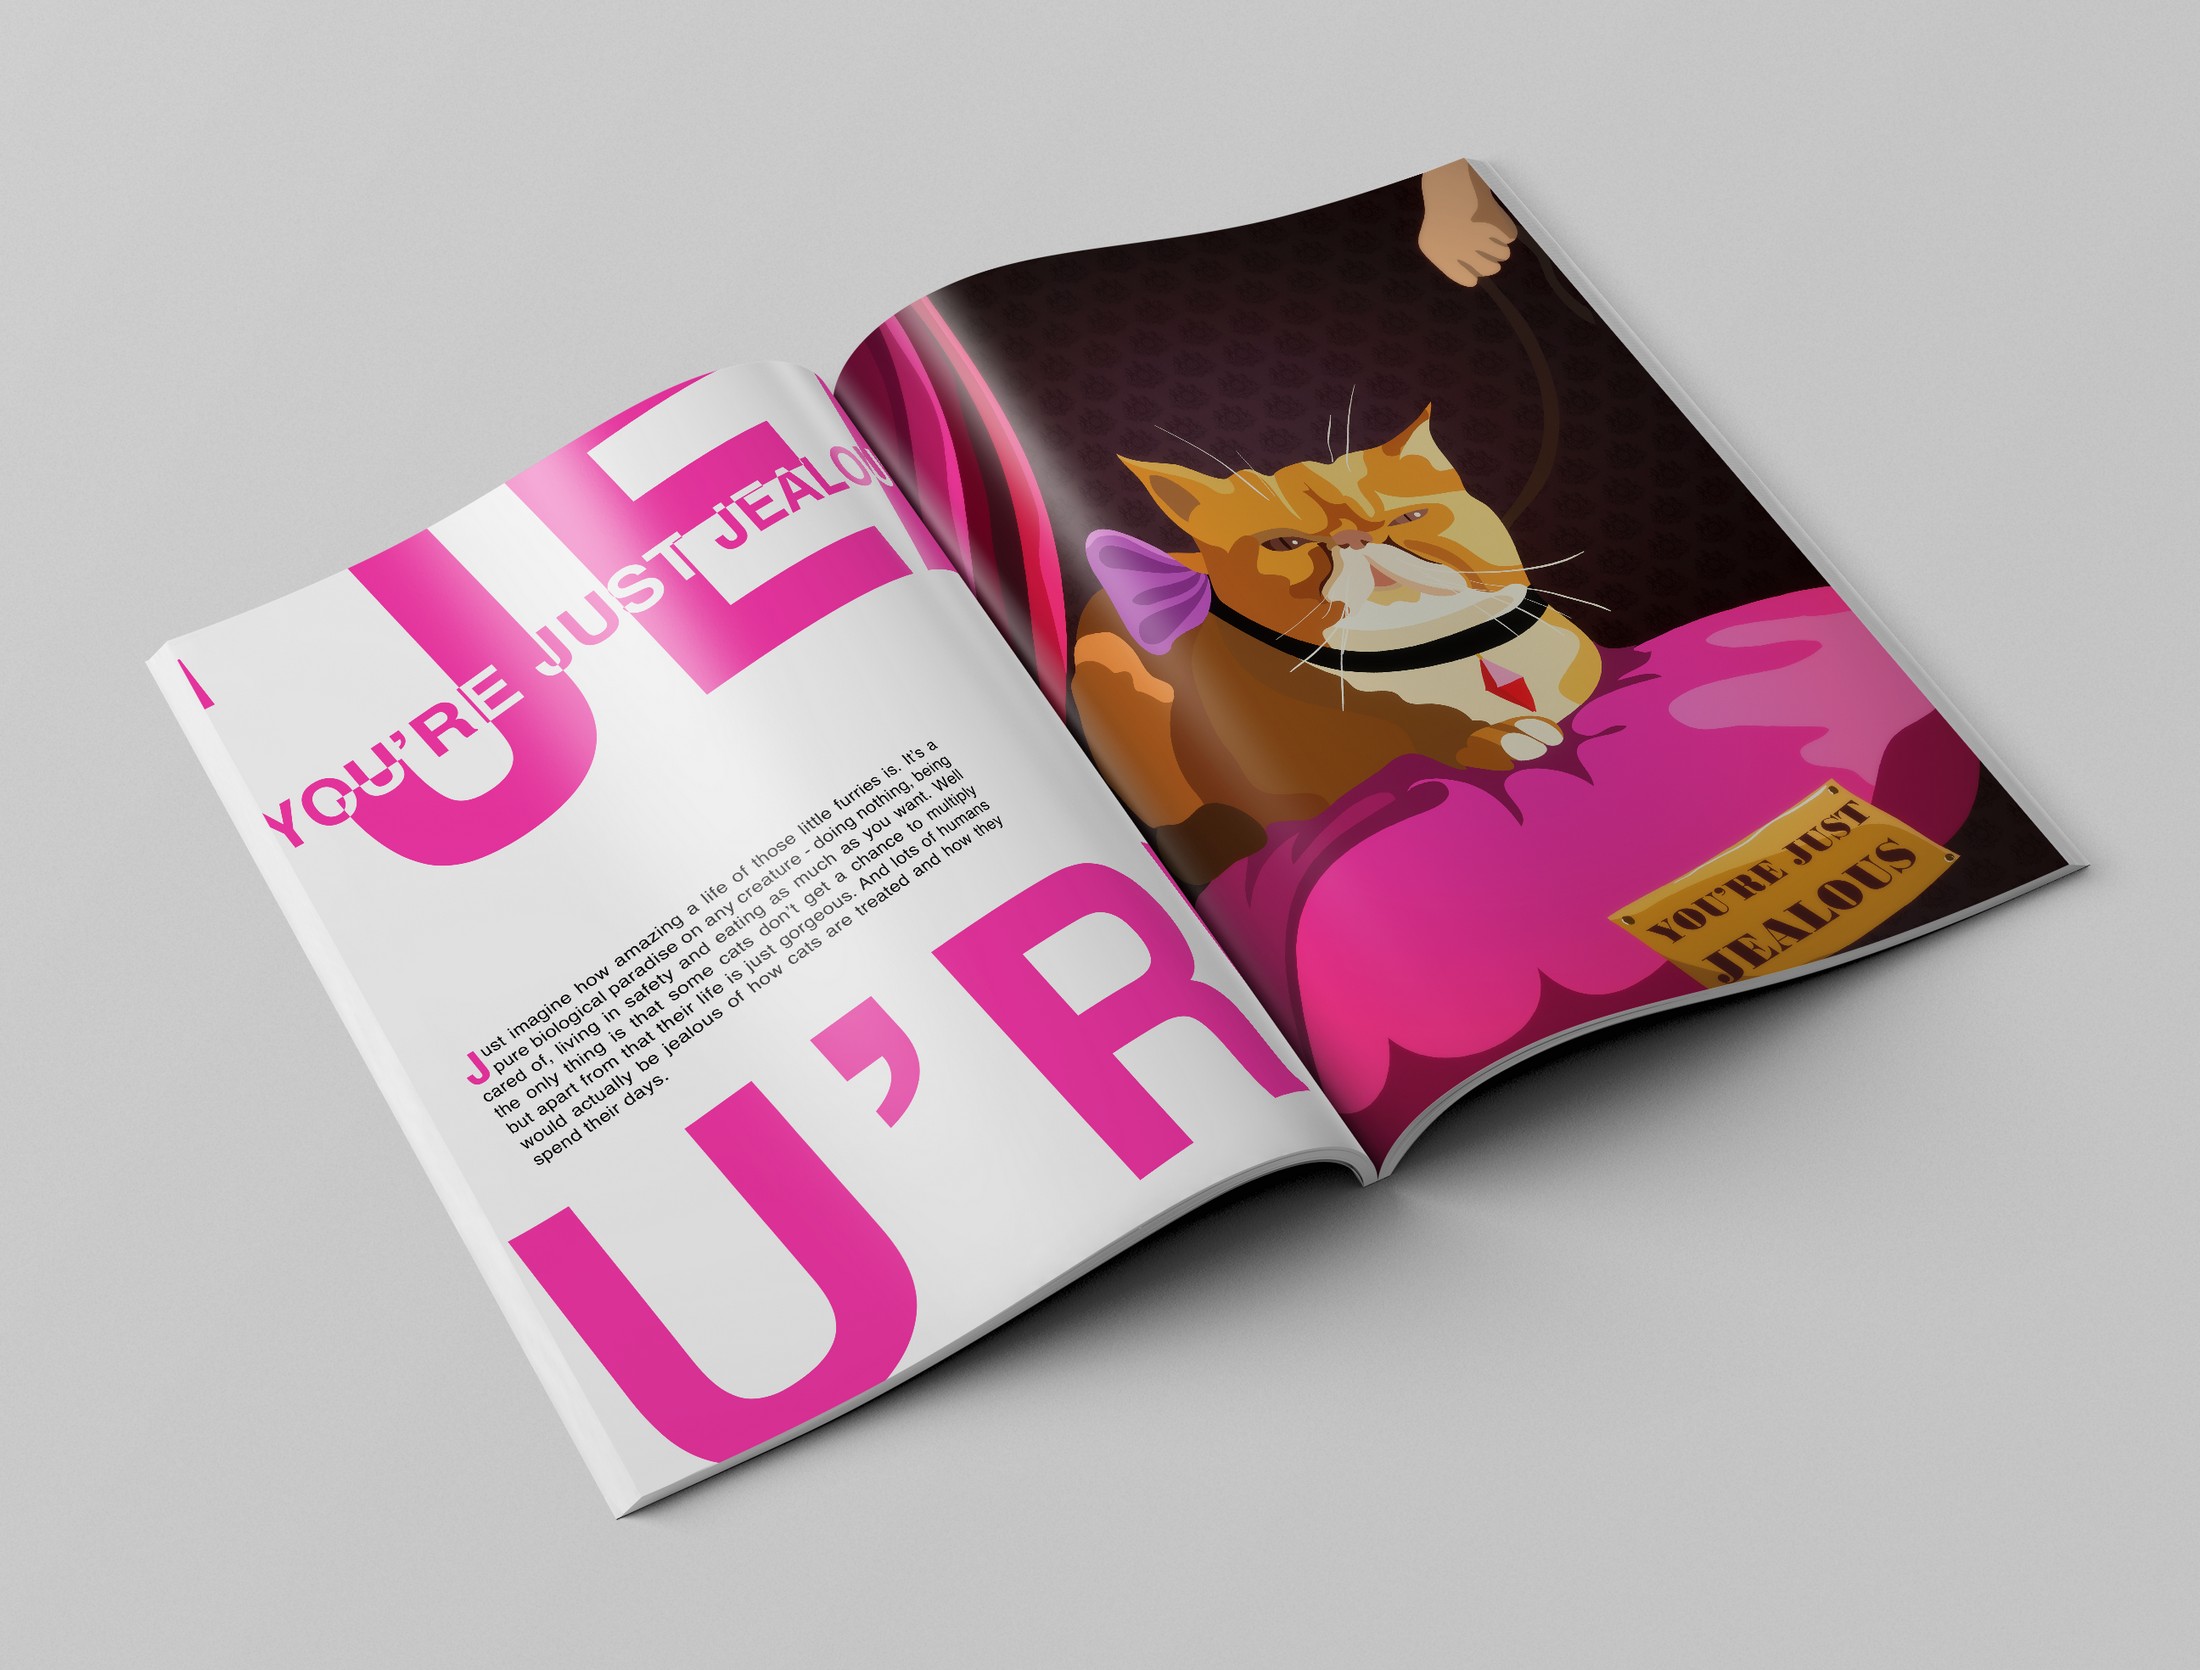 JE
YOU'RE JUST JEALOU
Just imagine how amazing a life of those little furries is. It's a
pure biological paradise on any creature - doing nothing, being
cared of, living in safety and eating as much as you want. Well
the only thing is that some cats don't get a chance to multiply
but apart from that their life is just gorgeous. And lots of humans
would actually be jealous of how cats are treated and how they
spend their days.
U'R
YOU'RE JUST
JEALOUS